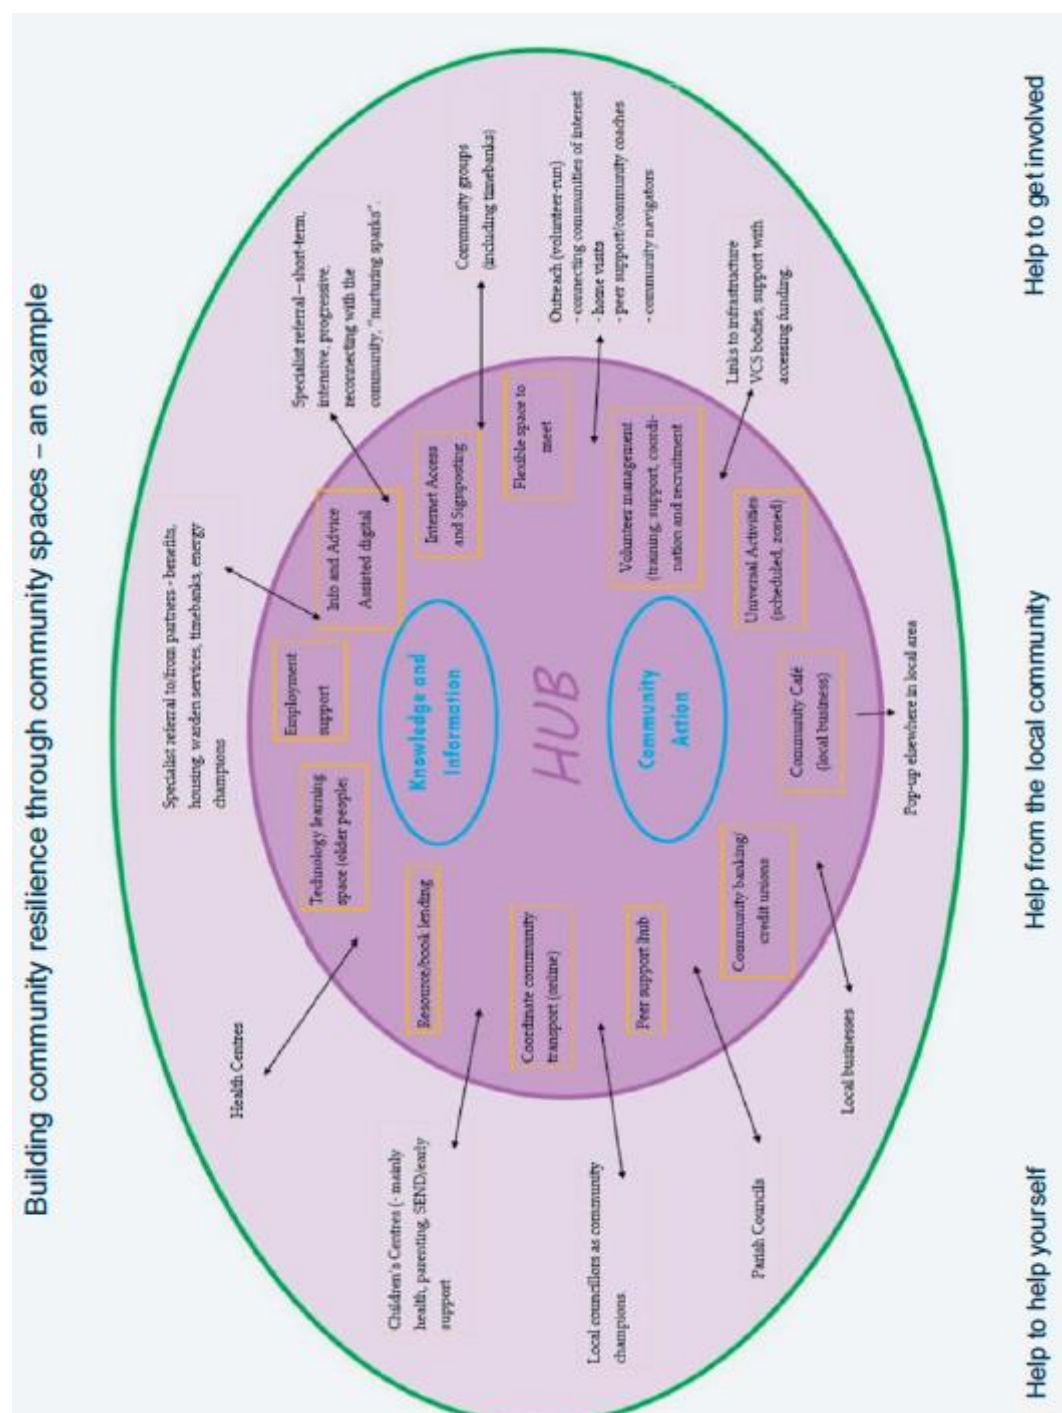 Building community resilience through community spaces – an example
Specialist referral to/from partners - benefits,
housing, warden services, timebanks, energy
champions
Specialist referral—short-term,
intensive, progressive,
reconnecting with the
community, "nurturing sparks".
Health Centres
Community groups
(including timebanks)
Children's Centres (- mainly
health, parenting, SEND/early
support
Outreach (volunteer-run)
- connecting communities of interest
- home visits
- peer support/community coaches
- community navigators
Local councillors as community
champions
Links to infrastructure
VCS bodies, support with
accessing funding.
Parish Councils
Local businesses
Pop-up elsewhere in local area
Employment
support
Technology learning
space (older people)
Info and Advice
Assisted digital
Resource/book lending
Knowledge and
Information
Internet Access
and Signsposting
Coordinate community
transport (online)
HUB
Flexible space to
meet
Peer support hub
Community
Action
Volunteer management
(training, support, coordi-
nation and recruitment
Community banking/
credit unions
Community Café
(local business)
Universal Activities
(scheduled, zoned)
Help to help yourself
Help from the local community
Help to get involved